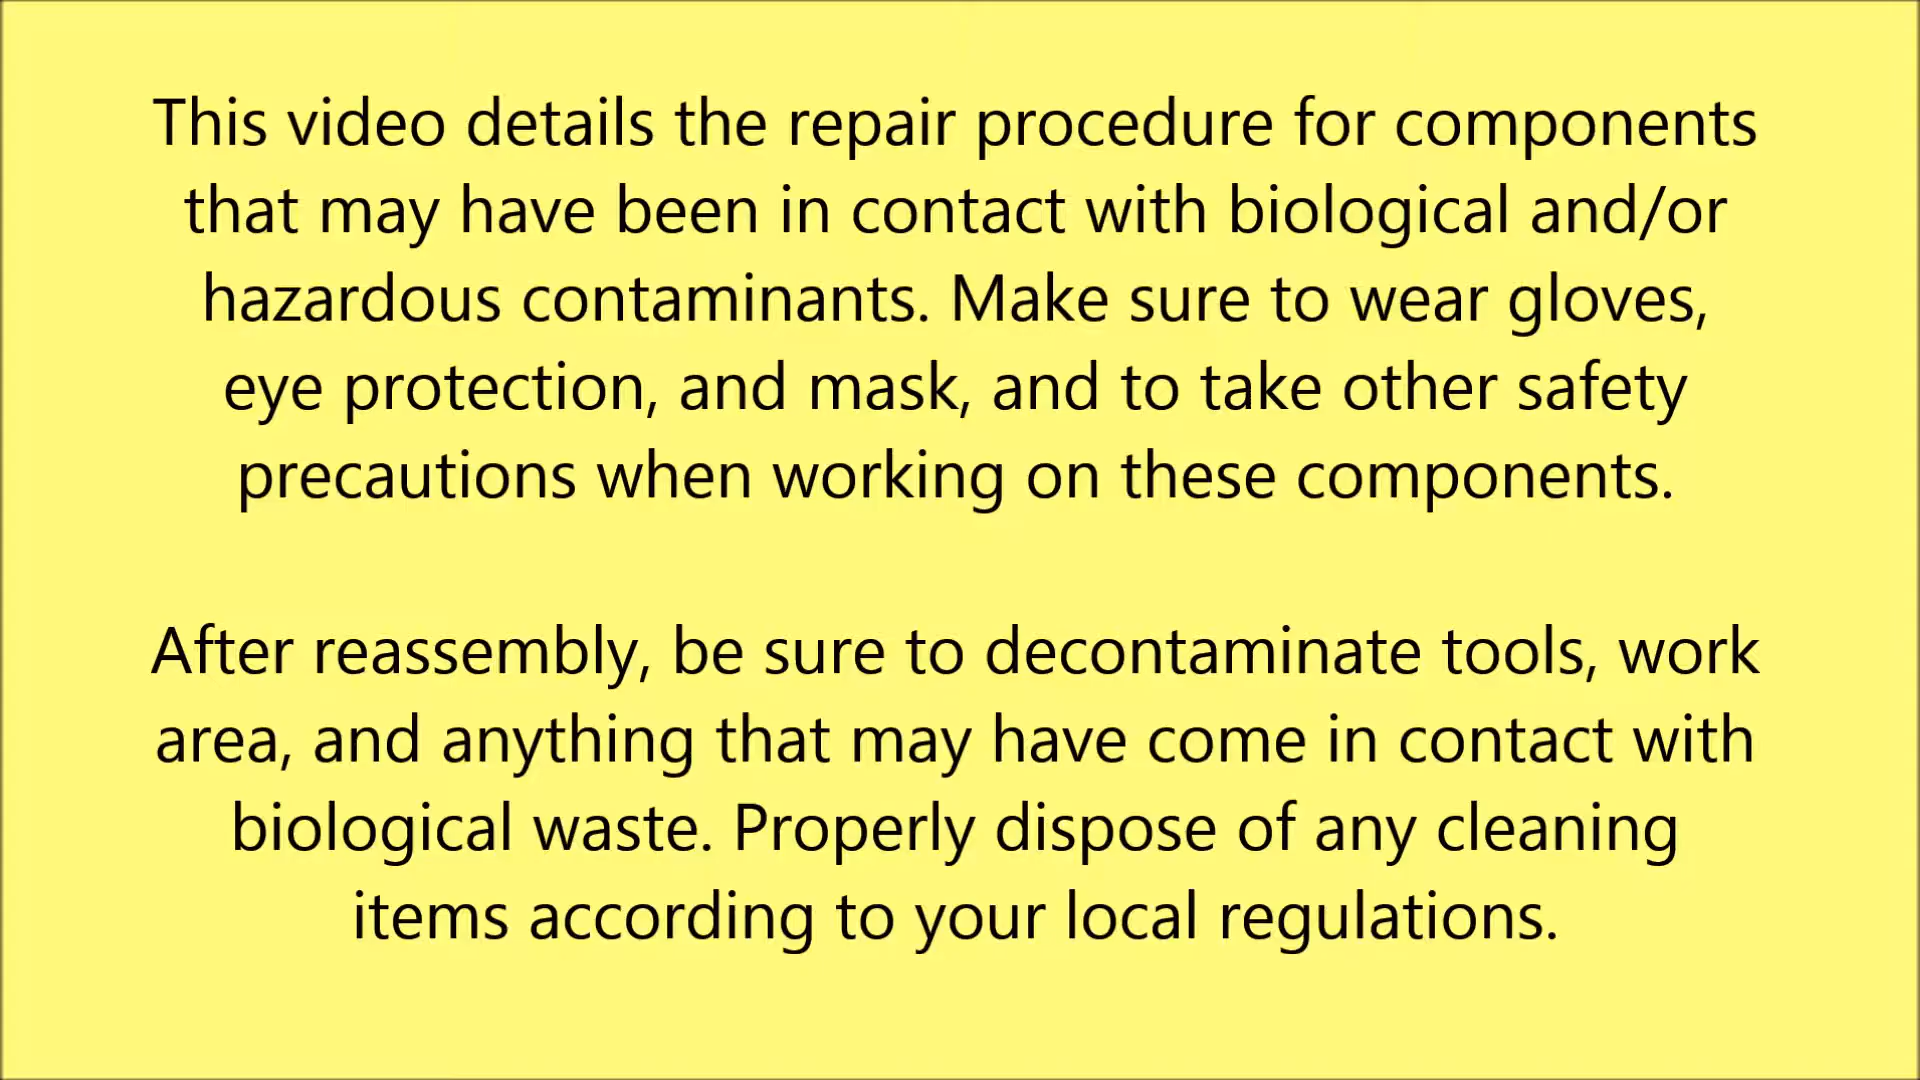 This video details the repair procedure for components
that may have been in contact with biological and/or
hazardous contaminants. Make sure to wear gloves,
eye protection, and mask, and to take other safety
precautions when working on these components.
After reassembly, be sure to decontaminate tools, work
area, and anything that may have come in contact with
biological waste. Properly dispose of any cleaning
items according to your local regulations.